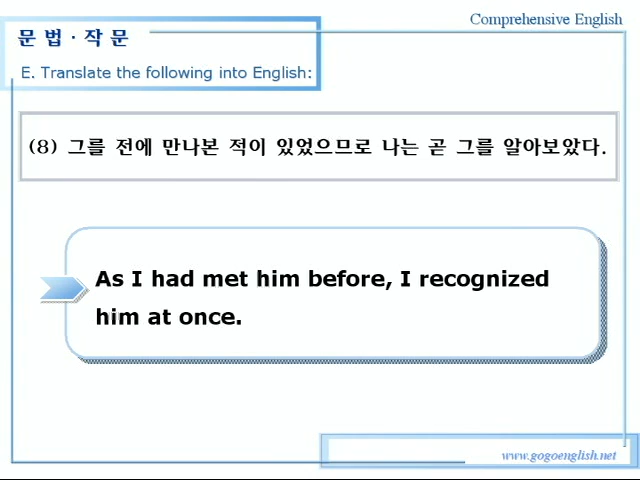 Comprehensive English
문 법 · 작 문
E. Translate the following into English:
(8) 그를 전에 만나본 적이 있었으므로 나는 곧 그를 알아보았다.
As I had met him before, I recognized
him at once.
www.gogoenglish.net